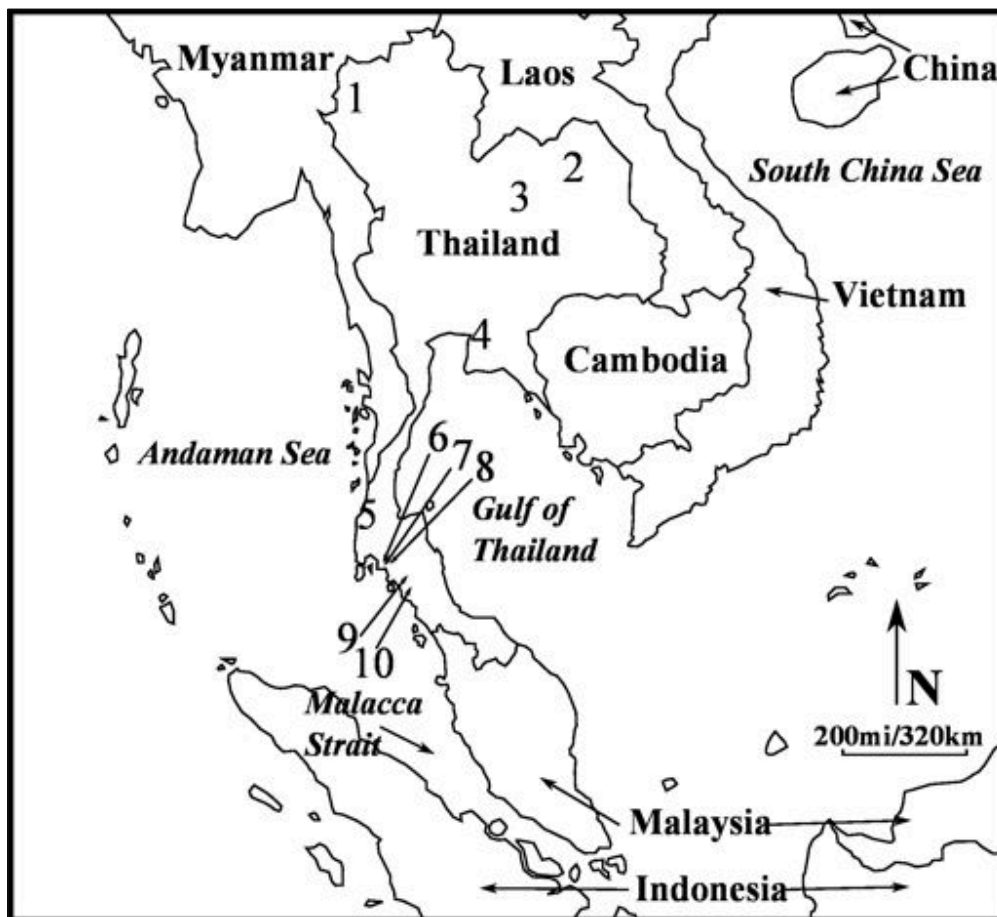 Myanmar
Laos
China
1
2
South China Sea
3
Thailand
Vietnam
4
Cambodia
Andaman Sea
6
7
8
5
Gulf of
Thailand
9
10
N
Malacca
Strait
200mi/320km
Malaysia
Indonesia